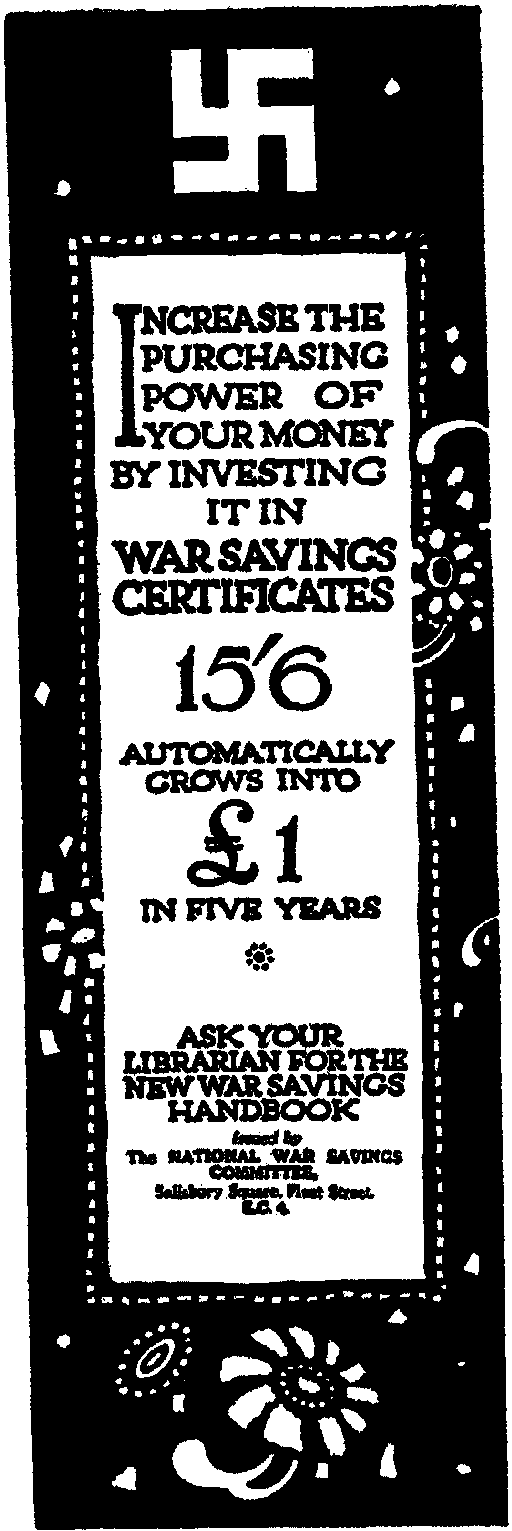 INCREASE THE
PURCHASING
POWER OF
YOUR MONEY
BY INVESTING
IT IN
WAR SAVINGS
CERTIFICATES
15/6
AUTOMATICALLY
GROWS INTO
£1
IN FIVE YEARS
ASK YOUR
LIBRARIAN FOR THE
NEW WAR SAVINGS
HANDBOOK
Issued by
The NATIONAL WAR SAVINGS
COMMITTEE,
Salisbury Square, Fleet Street,
E.C. 4.